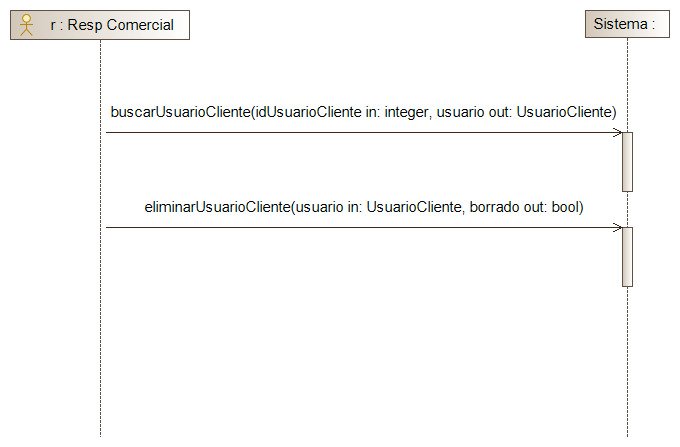 r : Resp Comercial
Sistema :
buscarUsuarioCliente(idUsuarioCliente in: integer, usuario out: UsuarioCliente)
eliminarUsuarioCliente(usuario in: UsuarioCliente, borrado out: bool)